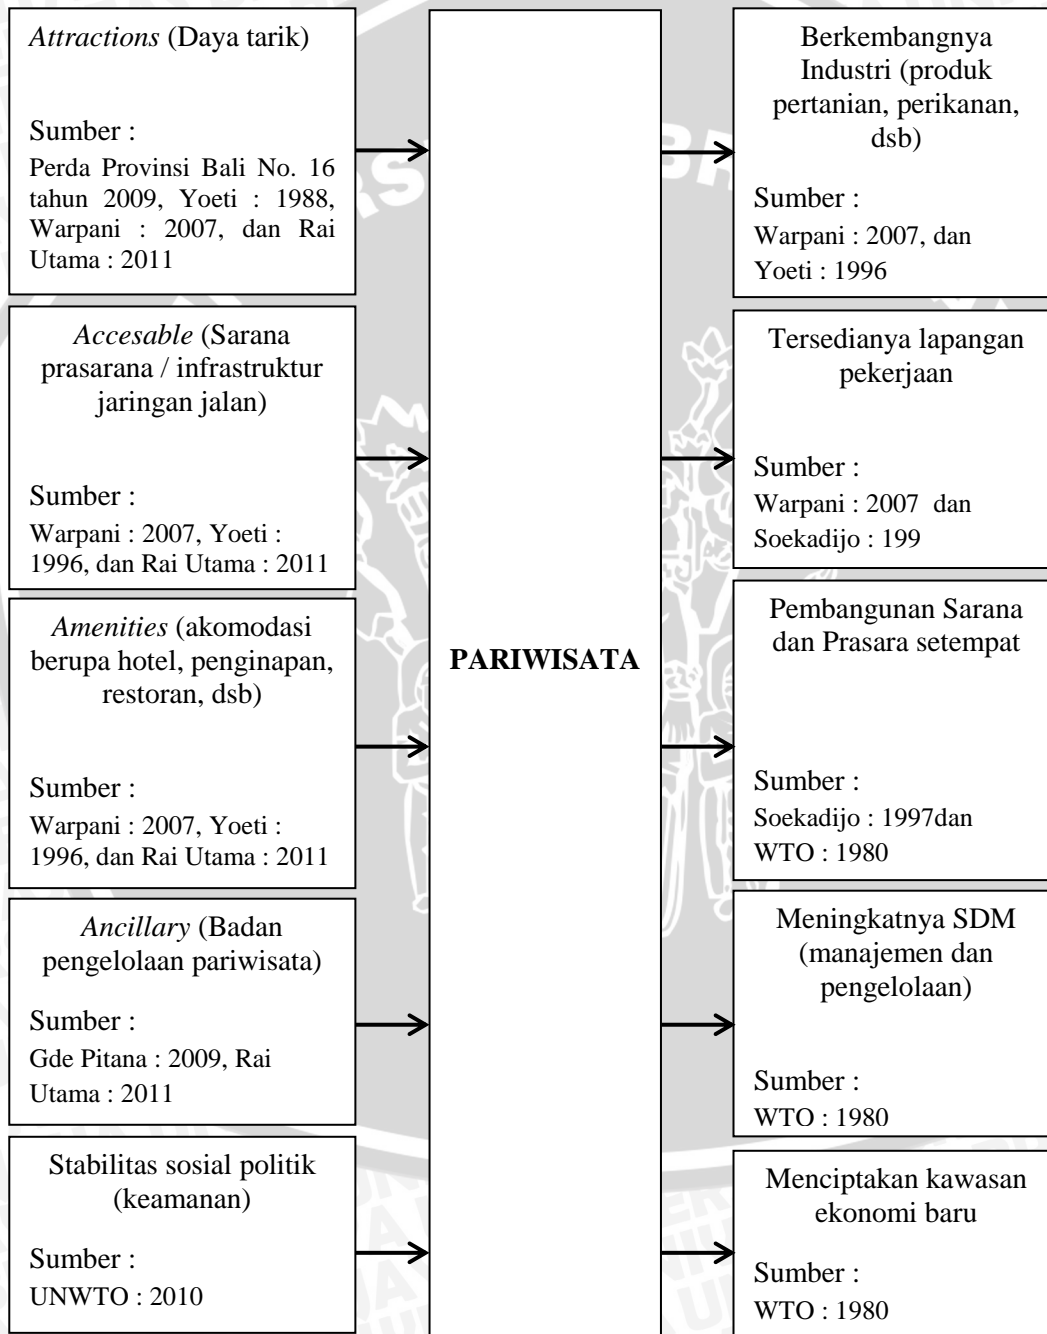 Attractions (Daya tarik)
Sumber :
Perda Provinsi Bali No. 16
tahun 2009, Yoeti : 1988,
Warpani : 2007, dan Rai
Utama : 2011
Accesable (Sarana
prasarana / infrastruktur
jaringan jalan)
Sumber :
Warpani : 2007, Yoeti :
1996, dan Rai Utama : 2011
Amenities (akomodasi
berupa hotel, penginapan,
restoran, dsb)
Sumber :
Warpani : 2007, Yoeti :
1996, dan Rai Utama : 2011
Ancillary (Badan
pengelolaan pariwisata)
Sumber :
Gde Pitana : 2009, Rai
Utama : 2011
Stabilitas sosial politik
(keamanan)
Sumber :
UNWTO : 2010
PARIWISATA
Berkembangnya
Industri (produk
pertanian, perikanan,
dsb)
Sumber :
Warpani : 2007, dan
Yoeti : 1996
Tersedianya lapangan
pekerjaan
Sumber :
Warpani : 2007 dan
Soekadijo : 199
Pembangunan Sarana
dan Prasara setempat
Sumber :
Soekadijo : 1997dan
WTO : 1980
Meningkatnya SDM
(manajemen dan
pengelolaan)
Sumber :
WTO : 1980
Menciptakan kawasan
ekonomi baru
Sumber :
WTO : 1980